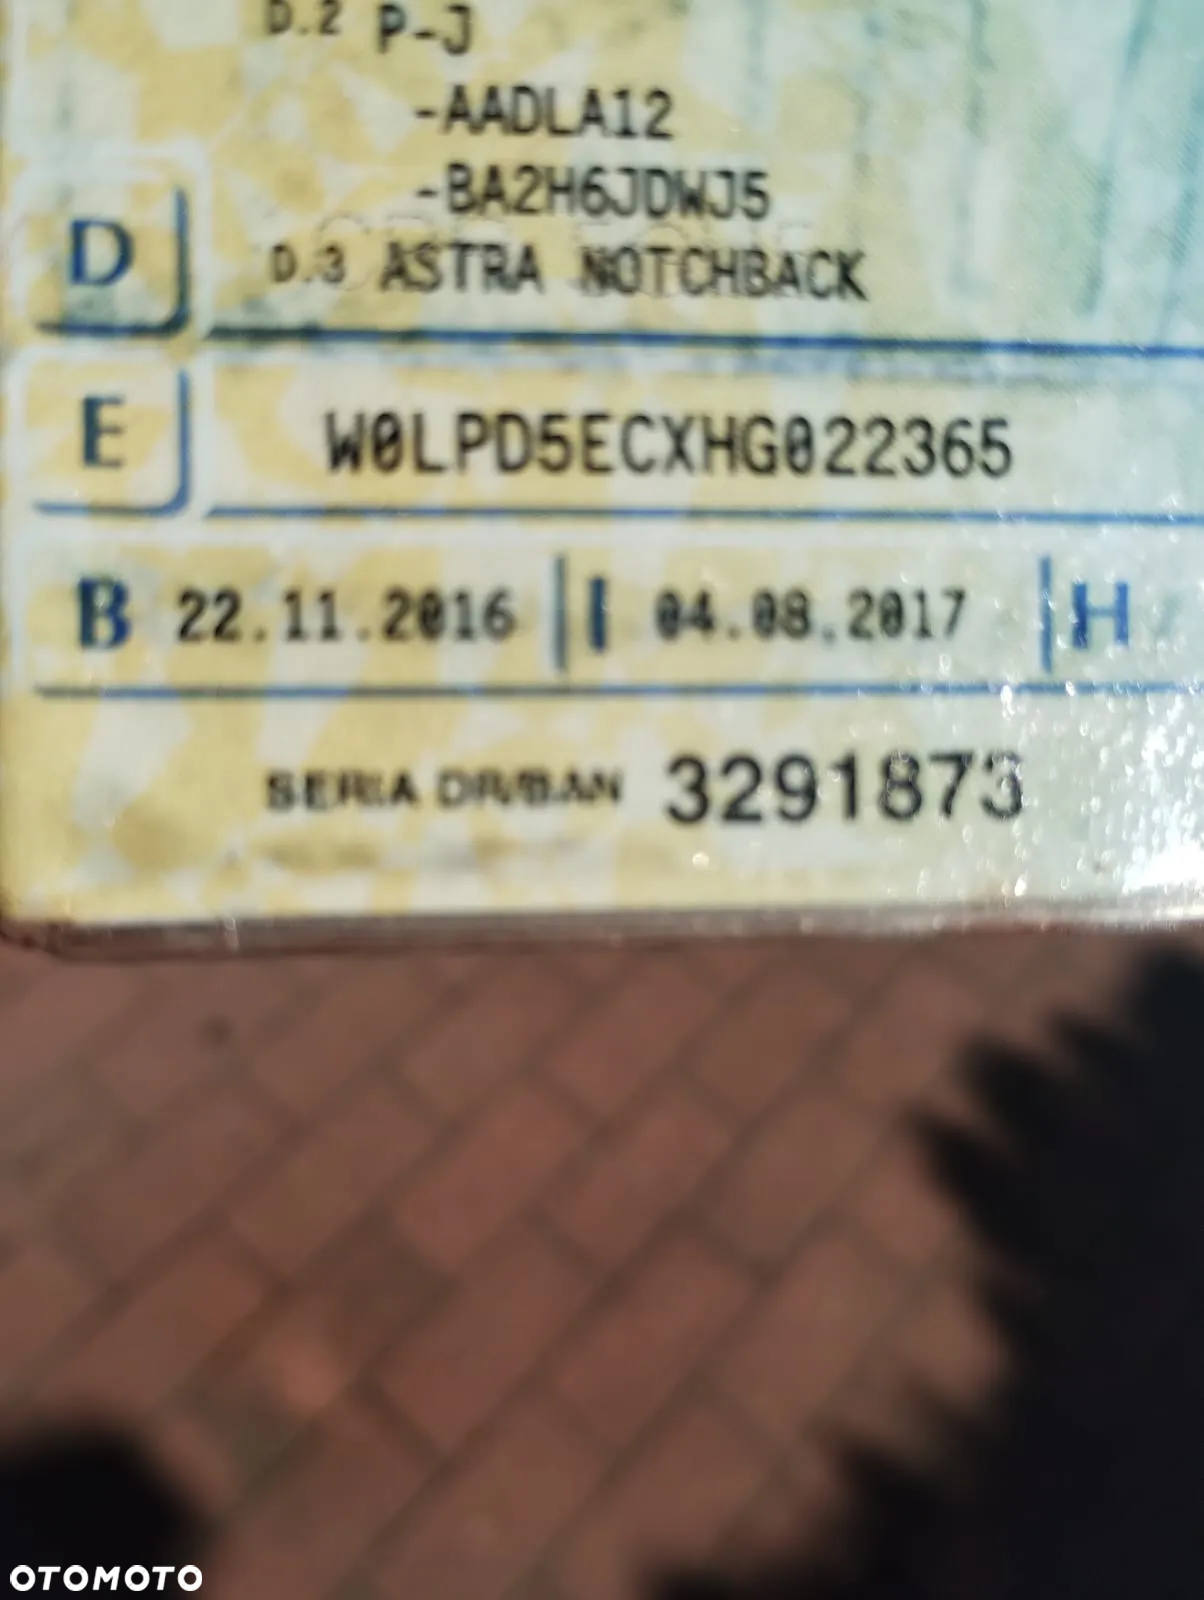 D.2 P-J
-AADLA12
-BA2H6JDWJ5
D D.3 ASTRA NOTCHBACK
E W0LPD5ECXHG022365
B 22.11.2016 I 04.08.2017 H
SERIA DR/BAN 3291873
OTOMOTO